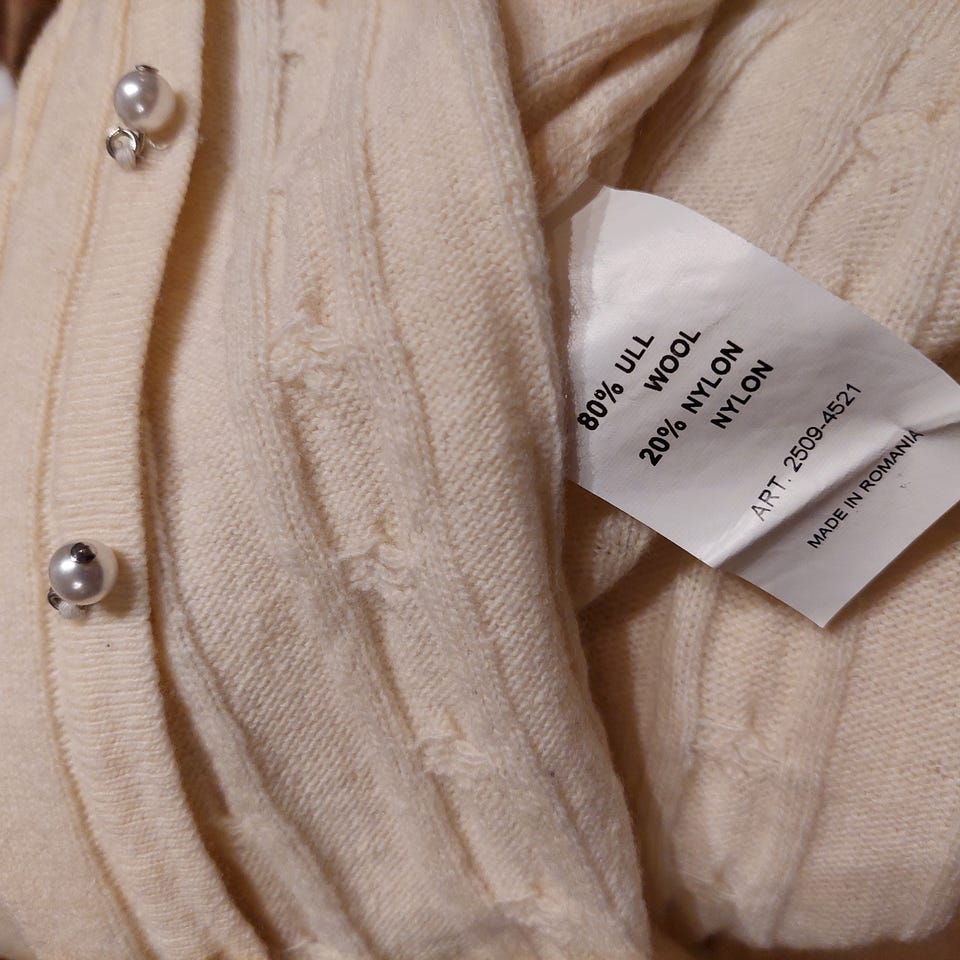 80% ULL
WOOL
20% NYLON
NYLON
ART. 2509-4521
MADE IN ROMANIA